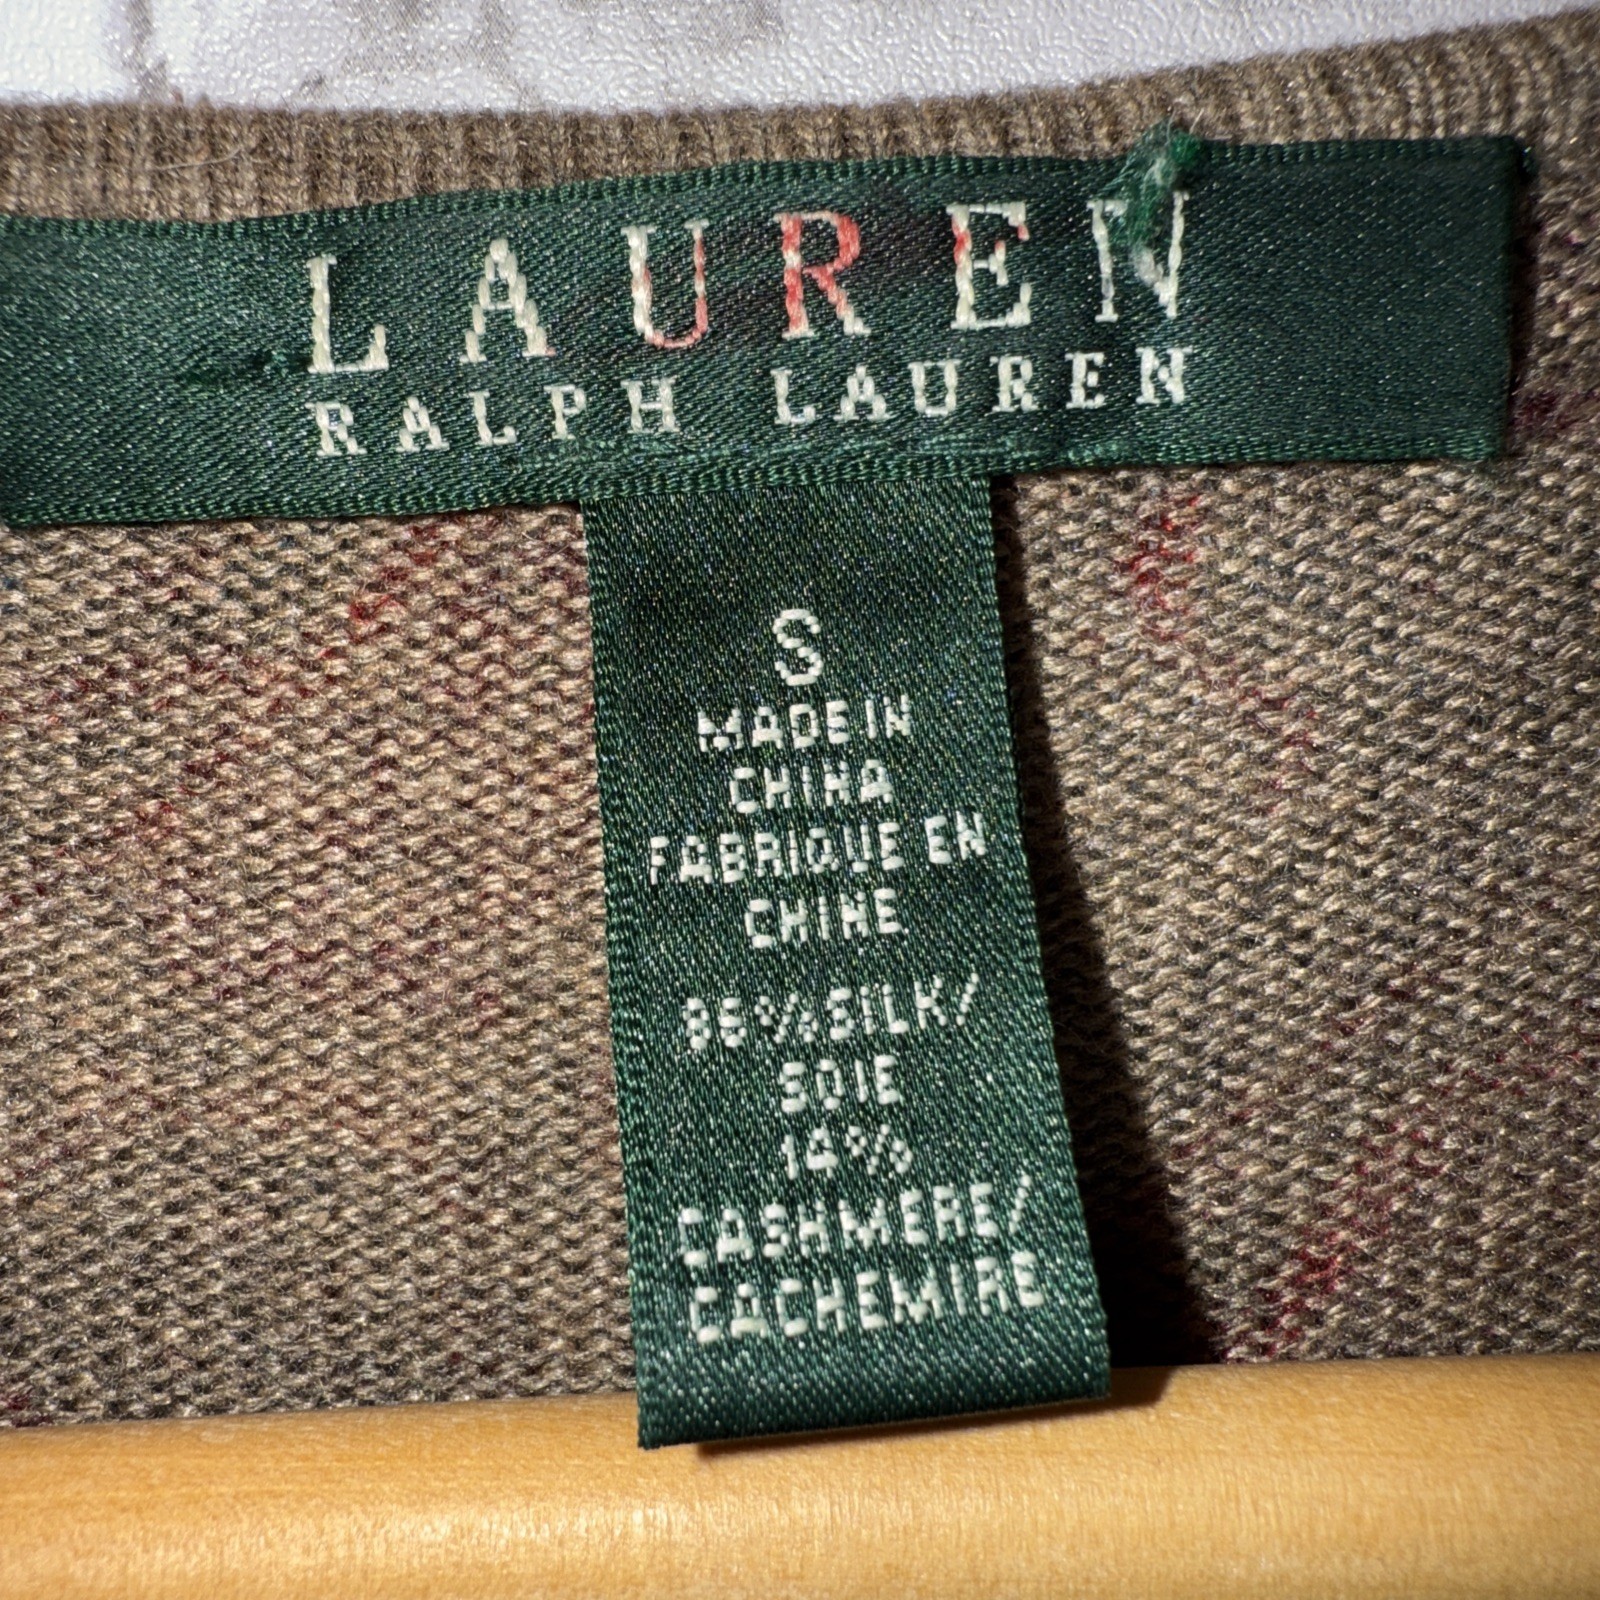 LAUREN
RALPH LAUREN
S
MADE IN
CHINA
FABRIQUE EN
CHINE
86%SILK/
SOIE
14%
CASHMERE/
CACHEMIRE